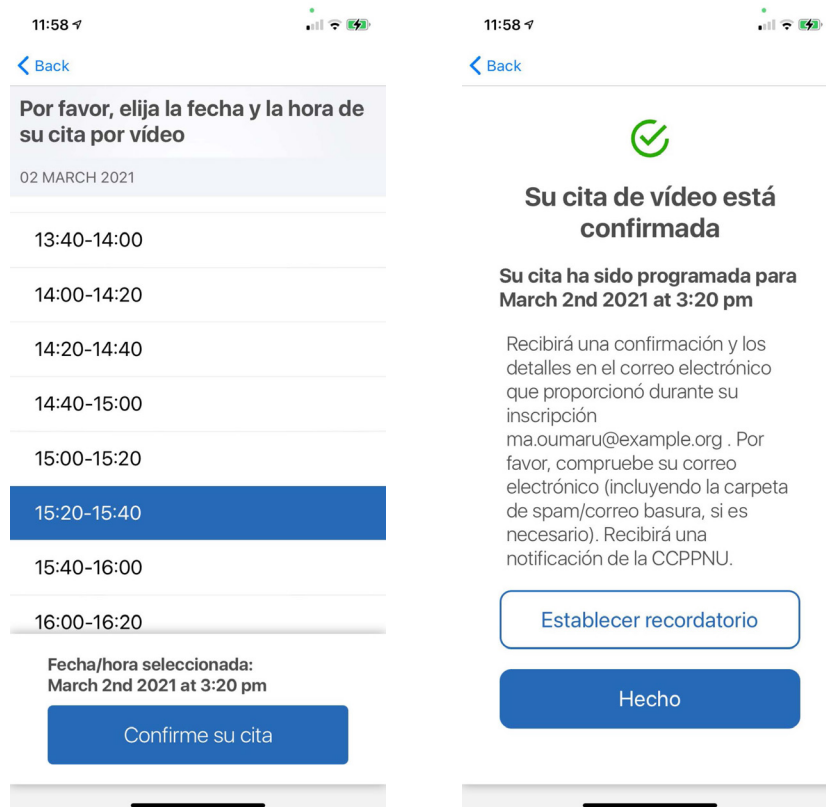 11:58
Back
Por favor, elija la fecha y la hora de
su cita por vídeo
02 MARCH 2021
13:40-14:00
14:00-14:20
14:20-14:40
14:40-15:00
15:00-15:20
15:20-15:40
15:40-16:00
16:00-16:20
Fecha/hora seleccionada:
March 2nd 2021 at 3:20 pm
Confirme su cita
11:58
Back
Su cita de vídeo está
confirmada
Su cita ha sido programada para
March 2nd 2021 at 3:20 pm
Recibirá una confirmación y los
detalles en el correo electrónico
que proporcionó durante su
inscripción
ma.oumaru@example.org . Por
favor, compruebe su correo
electrónico (incluyendo la carpeta
de spam/correo basura, si es
necesario). Recibirá una
notificación de la CCPPNU.
Establecer recordatorio
Hecho